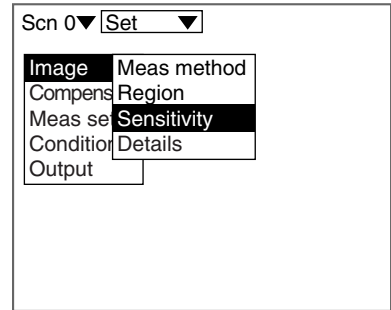 Scn 0▼ Set ▼
Image
Compens
Meas set
Condition
Output
Meas method
Region
Sensitivity
Details